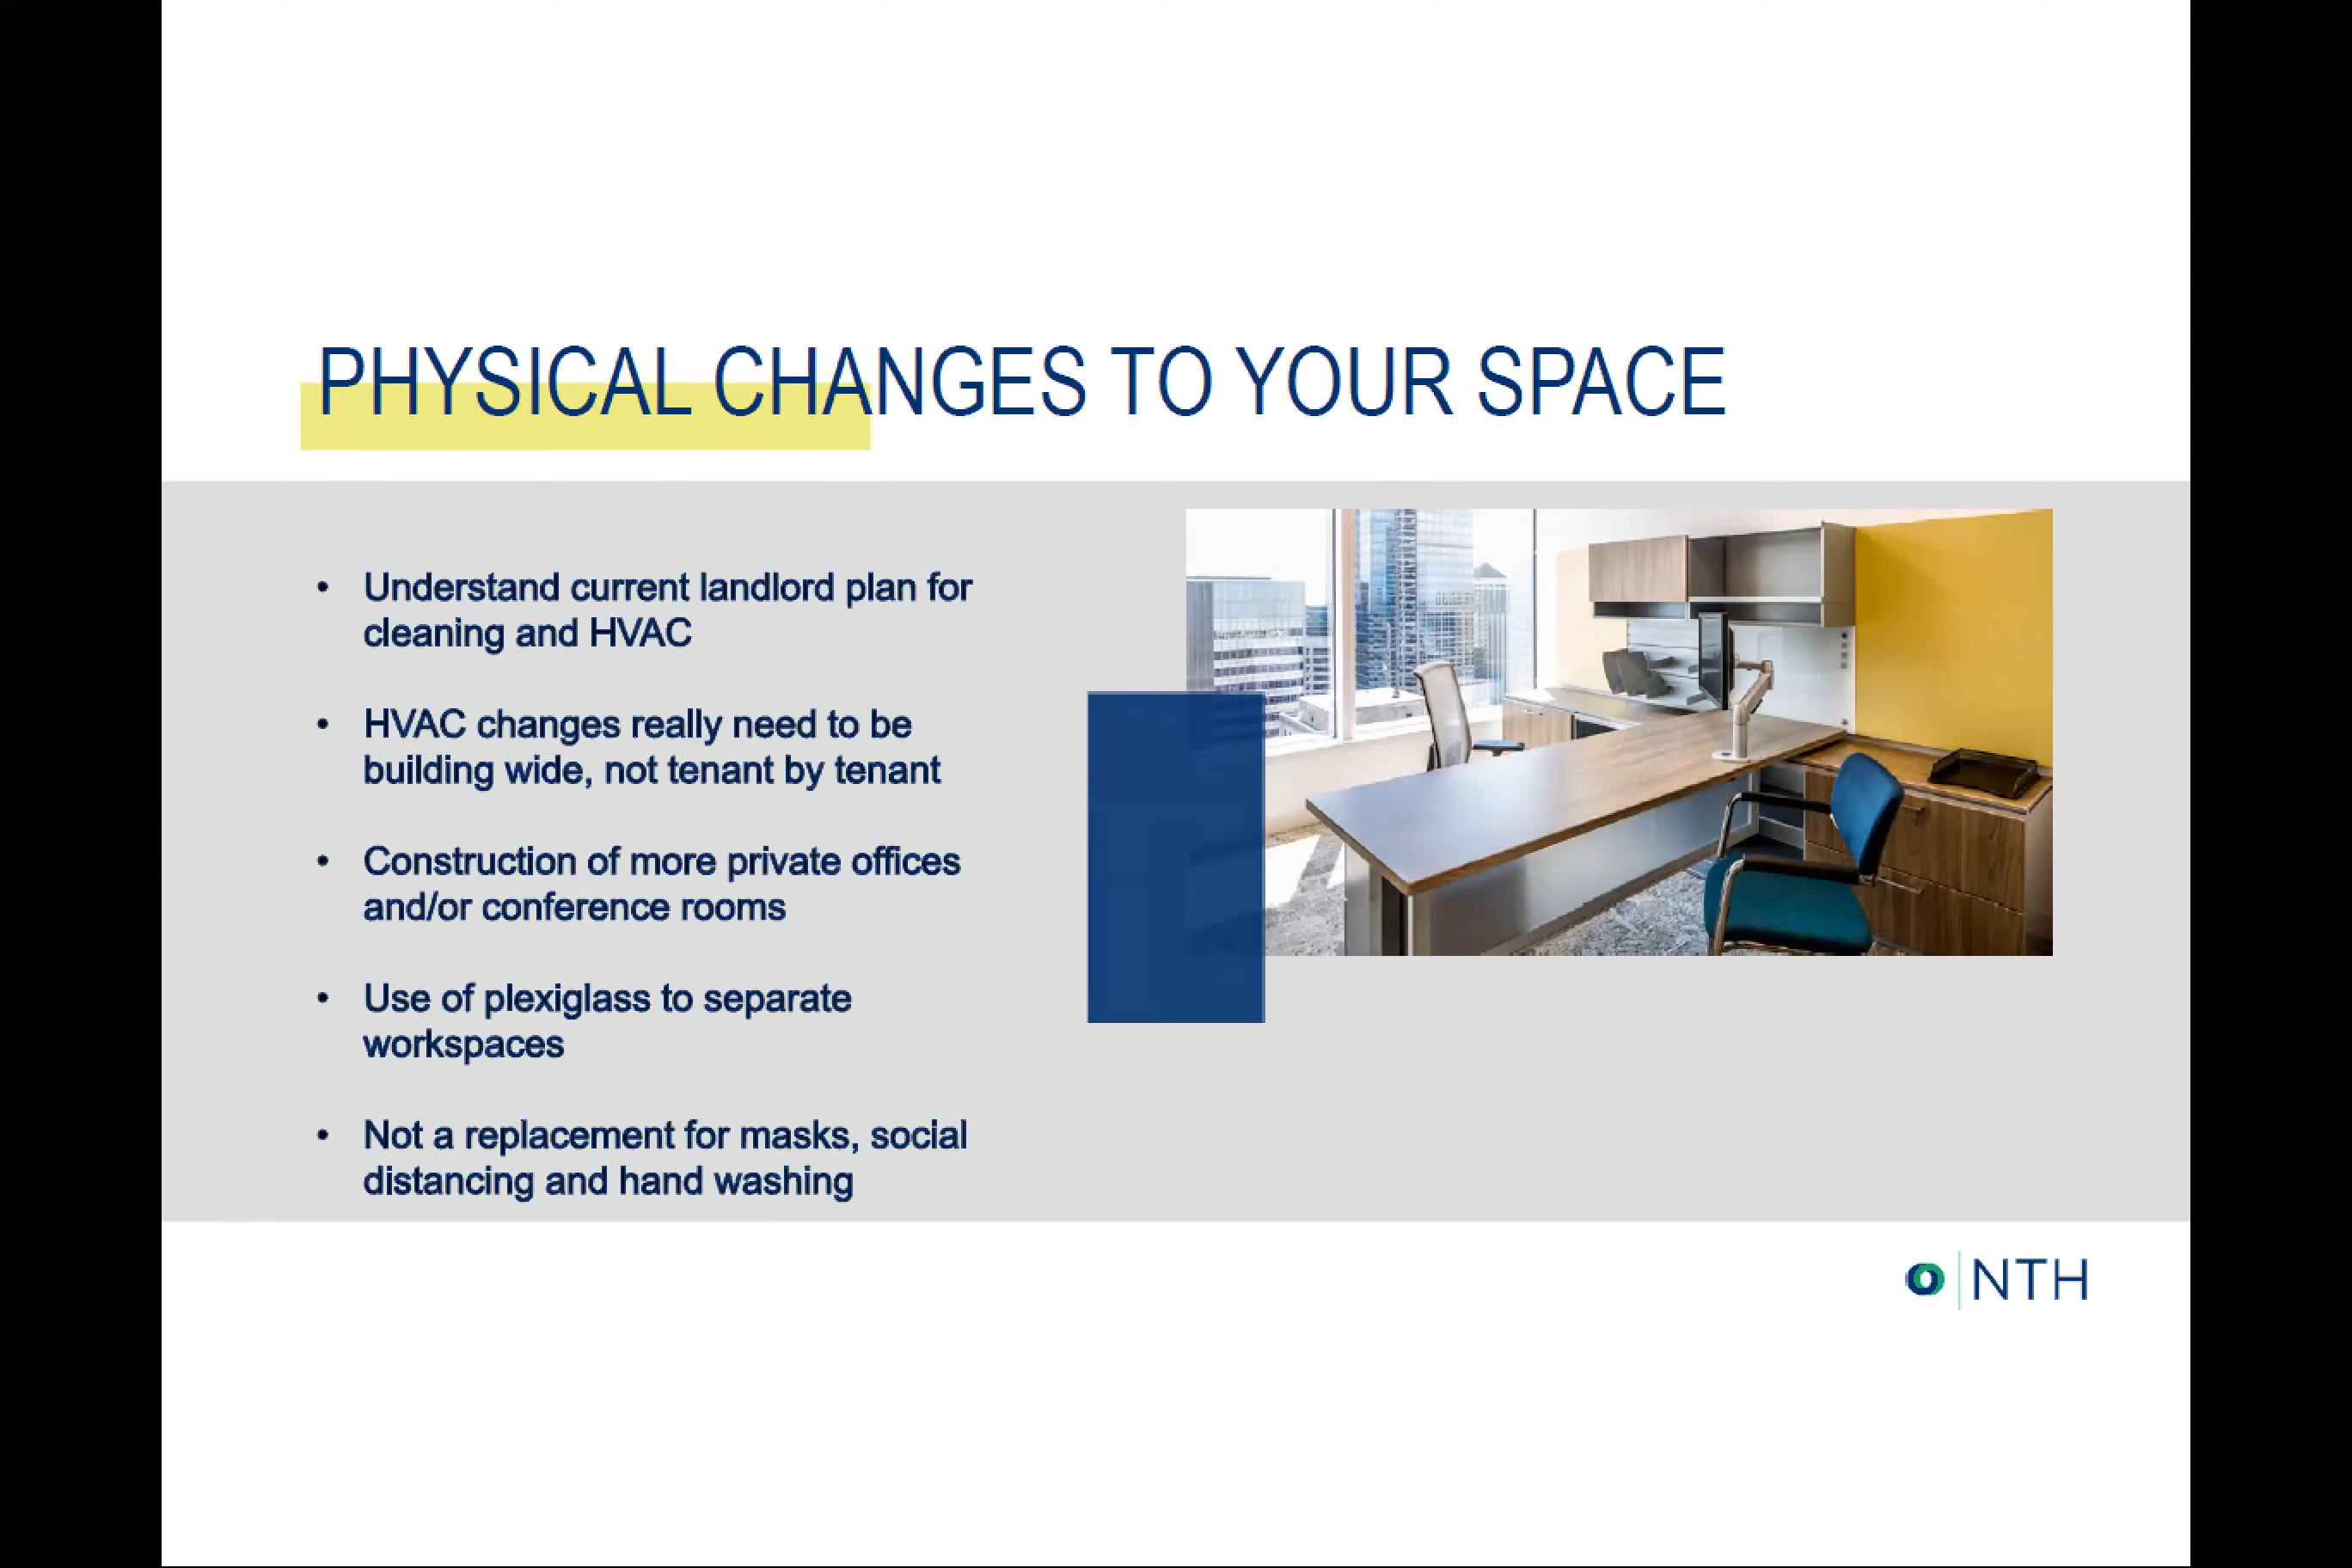 PHYSICAL CHANGES TO YOUR SPACE
• Understand current landlord plan for
cleaning and HVAC
• HVAC changes really need to be
building wide, not tenant by tenant
• Construction of more private offices
and/or conference rooms
• Use of plexiglass to separate
workspaces
• Not a replacement for masks, social
distancing and hand washing
NTH